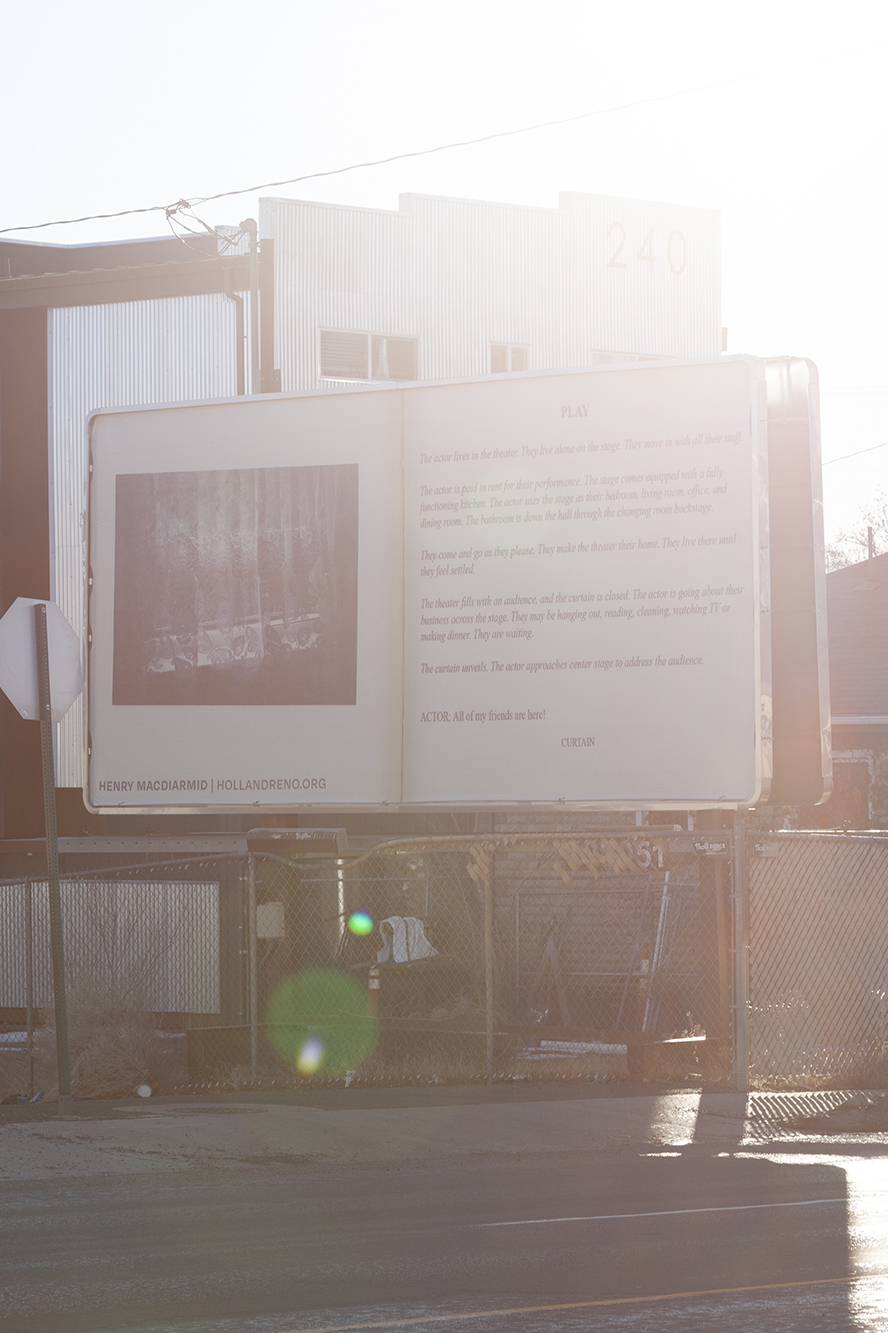 240
PLAY
The actor lives in the theater. They live alone on the stage. They move in with all their stuff.
The actor is paid in rent for their performance. The stage comes equipped with a fully
functioning kitchen. The actor uses the stage as their bedroom, living room, office, and
dining room. The bathroom is down the hall through the changing room backstage.
They come and go as they please. They make the theater their home. They live there until
they feel settled.
The theater fills with an audience, and the curtain is closed. The actor is going about their
business across the stage. They may be hanging out, reading, cleaning, watching TV or
making dinner. They are waiting.
The curtain unveils. The actor approaches center stage to address the audience.
ACTOR: All of my friends are here!
CURTAIN
HENRY MACDIARMID | HOLLANDRENO.ORG
51